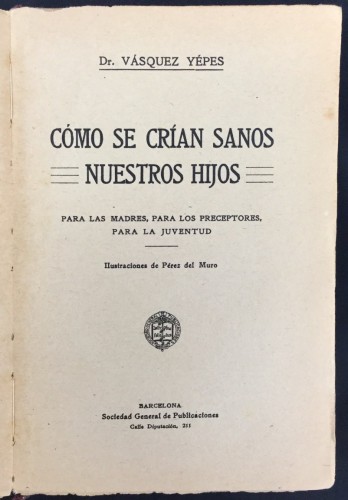 Dr. VÁSQUEZ YÉPES
CÓMO SE CRÍAN SANOS
NUESTROS HIJOS
PARA LAS MADRES, PARA LOS PRECEPTORES,
PARA LA JUVENTUD
Ilustraciones de Pérez del Muro
BARCELONA
Sociedad General de Publicaciones
Calle Diputación, 211